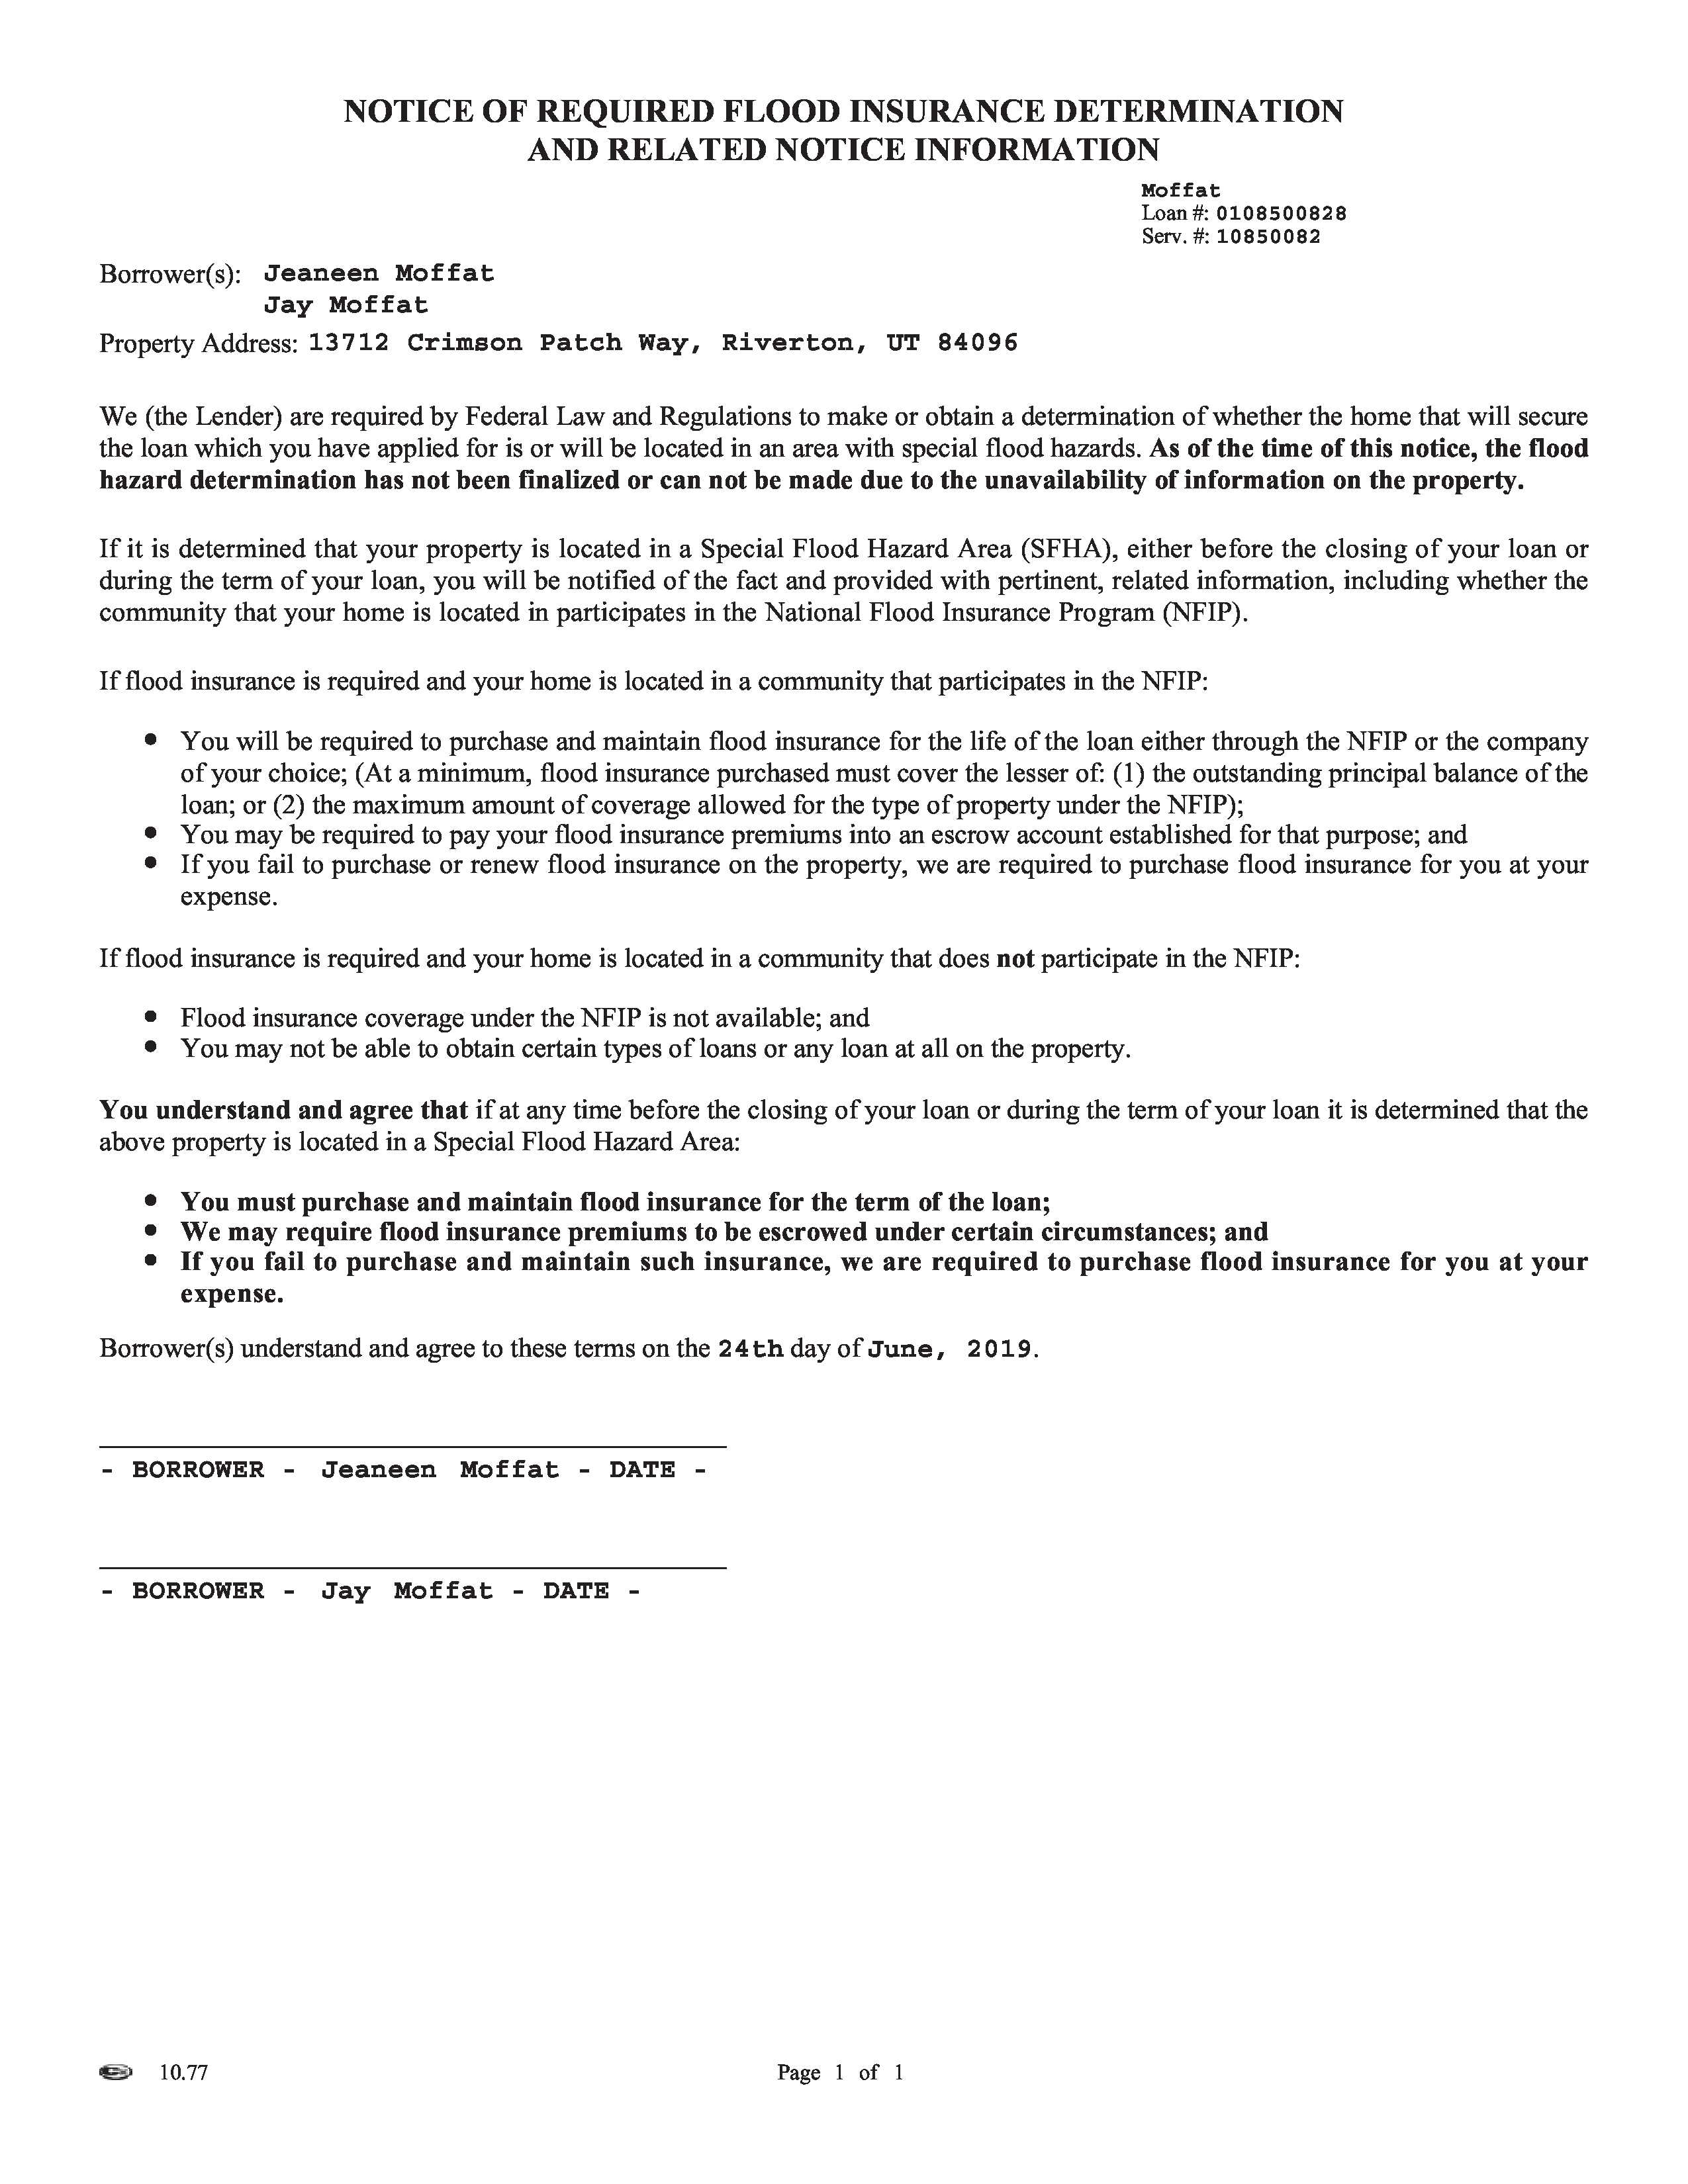 NOTICE OF REQUIRED FLOOD INSURANCE DETERMINATION
AND RELATED NOTICE INFORMATION
Moffat
Loan #: 0108500828
Serv. #: 10850082
Borrower(s): Jeaneen Moffat
Jay Moffat
Property Address: 13712 Crimson Patch Way, Riverton, UT 84096
We (the Lender) are required by Federal Law and Regulations to make or obtain a determination of whether the home that will secure
the loan which you have applied for is or will be located in an area with special flood hazards. As of the time of this notice, the flood
hazard determination has not been finalized or can not be made due to the unavailability of information on the property.
If it is determined that your property is located in a Special Flood Hazard Area (SFHA), either before the closing of your loan or
during the term of your loan, you will be notified of the fact and provided with pertinent, related information, including whether the
community that your home is located in participates in the National Flood Insurance Program (NFIP).
If flood insurance is required and your home is located in a community that participates in the NFIP:
● You will be required to purchase and maintain flood insurance for the life of the loan either through the NFIP or the company
of your choice; (At a minimum, flood insurance purchased must cover the lesser of: (1) the outstanding principal balance of the
loan; or (2) the maximum amount of coverage allowed for the type of property under the NFIP);
● You may be required to pay your flood insurance premiums into an escrow account established for that purpose; and
● If you fail to purchase or renew flood insurance on the property, we are required to purchase flood insurance for you at your
expense.
If flood insurance is required and your home is located in a community that does not participate in the NFIP:
● Flood insurance coverage under the NFIP is not available; and
● You may not be able to obtain certain types of loans or any loan at all on the property.
You understand and agree that if at any time before the closing of your loan or during the term of your loan it is determined that the
above property is located in a Special Flood Hazard Area:
● You must purchase and maintain flood insurance for the term of the loan;
● We may require flood insurance premiums to be escrowed under certain circumstances; and
● If you fail to purchase and maintain such insurance, we are required to purchase flood insurance for you at your
expense.
Borrower(s) understand and agree to these terms on the 24th day of June, 2019.
- BORROWER - Jeaneen Moffat - DATE -
- BORROWER - Jay Moffat - DATE -
10.77 Page 1 of 1